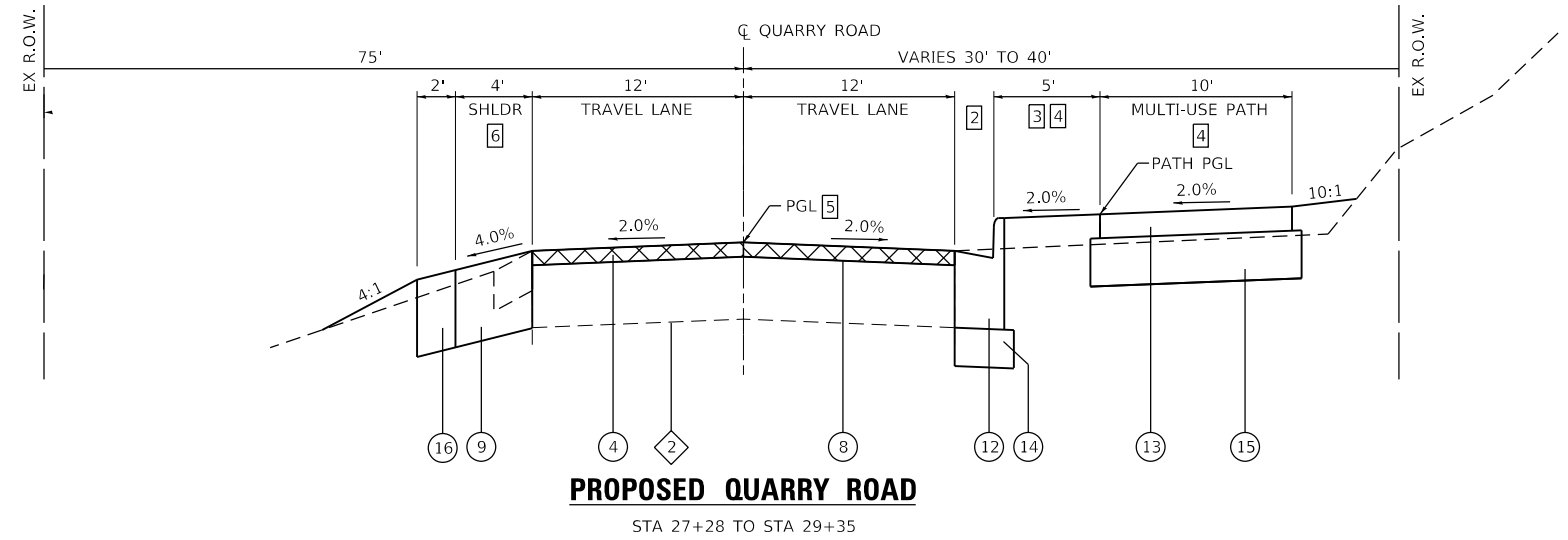 EX R.O.W.
℄ QUARRY ROAD
EX R.O.W.
75'
VARIES 30' TO 40'
2'
4'
12'
12'
5'
10'
SHLDR
TRAVEL LANE
TRAVEL LANE
MULTI-USE PATH
6
2
3 4
4
PATH PGL
PGL 5
4:1
4.0%
2.0%
2.0%
2.0%
2.0%
10:1
16
9
4
2
8
12
14
13
15
PROPOSED QUARRY ROAD
STA 27+28 TO STA 29+35